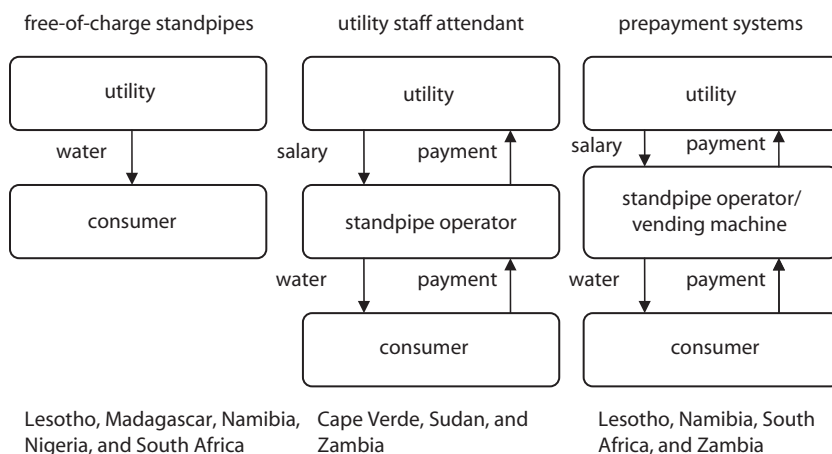 free-of-charge standpipes
utility
water
consumer
Lesotho, Madagascar, Namibia,
Nigeria, and South Africa
utility staff attendant
utility
salary
payment
standpipe operator
water
payment
consumer
Cape Verde, Sudan, and
Zambia
prepayment systems
utility
salary
payment
standpipe operator/
vending machine
water
payment
consumer
Lesotho, Namibia, South
Africa, and Zambia